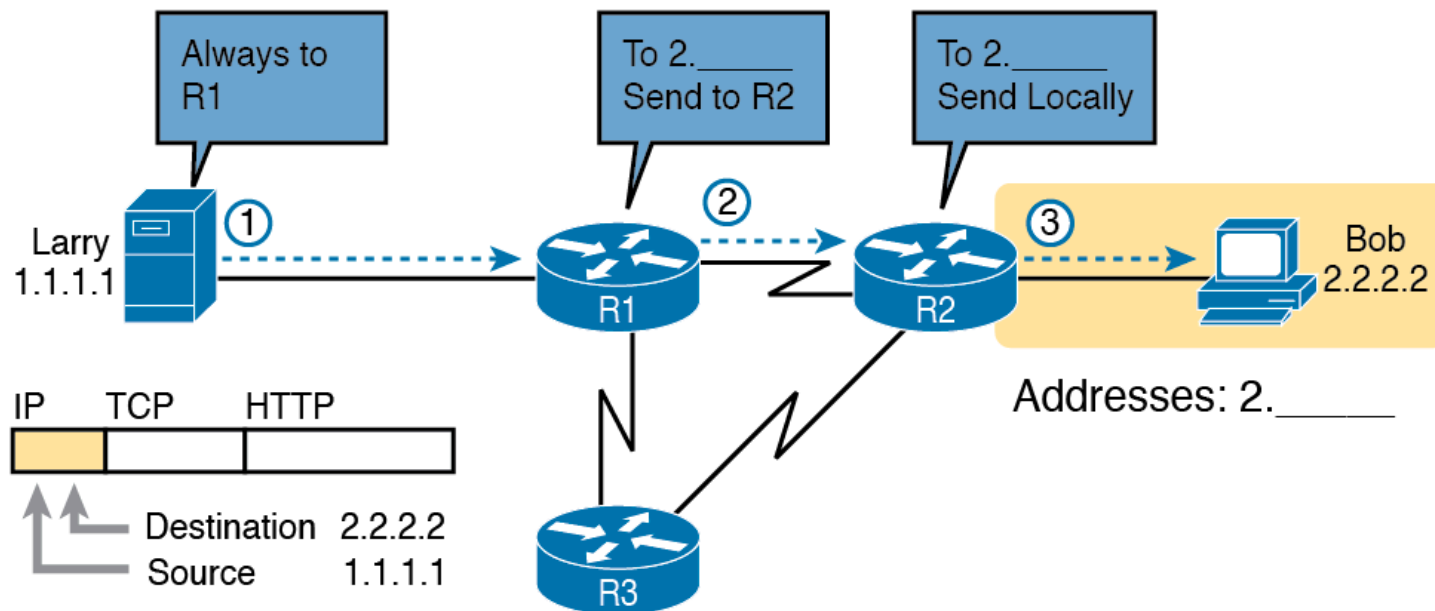 Always to
R1
To 2._____
Send to R2
To 2._____
Send Locally
1
2
3
Larry
1.1.1.1
R1
R2
Bob
2.2.2.2
Addresses: 2._____
IP TCP HTTP
Destination 2.2.2.2
Source 1.1.1.1
R3